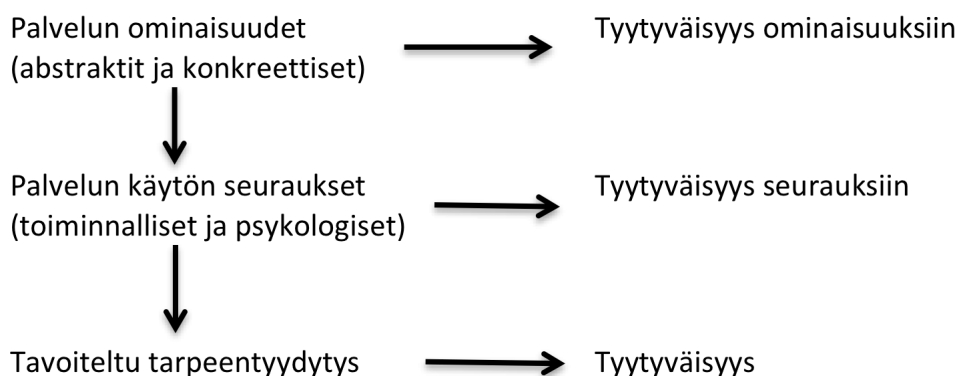 Palvelun ominaisuudet
(abstraktit ja konkreettiset)
Tyytyväisyys ominaisuuksiin
Palvelun käytön seuraukset
(toiminnalliset ja psykologiset)
Tyytyväisyys seurauksiin
Tavoiteltu tarpeentyydytys
Tyytyväisyys